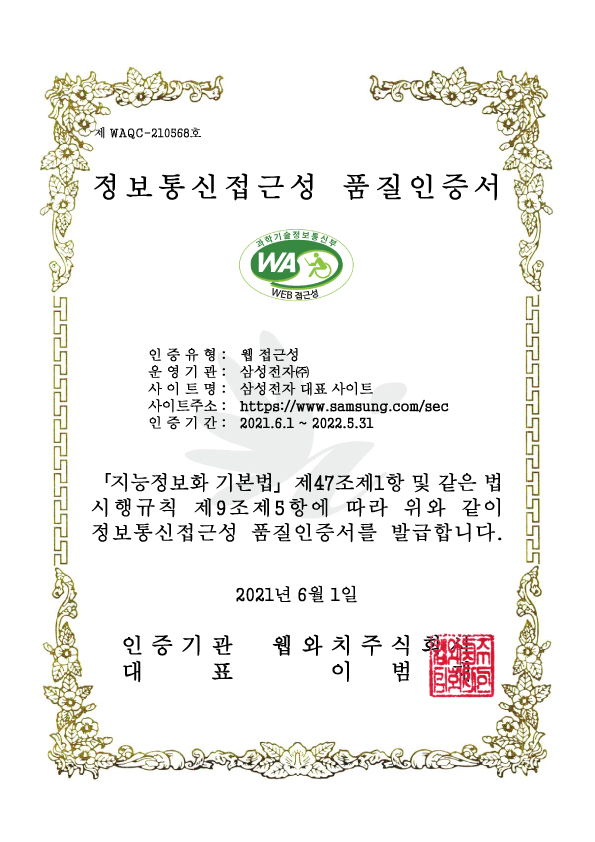 제 WAQC-210568호
정보통신접근성 품질인증서
과학기술정보통신부
WA
WEB 접근성
인증유형 : 웹 접근성
운영기관 : 삼성전자㈜
사이트명 : 삼성전자 대표 사이트
사이트주소 : https://www.samsung.com/sec
인증기간 : 2021.6.1 ~ 2022.5.31
「지능정보화 기본법」 제47조제1항 및 같은 법
시행규칙 제9조제5항에 따라 위와 같이
정보통신접근성 품질인증서를 발급합니다.
2021년 6월 1일
인증기관 웹와치주식회사
대표 이범